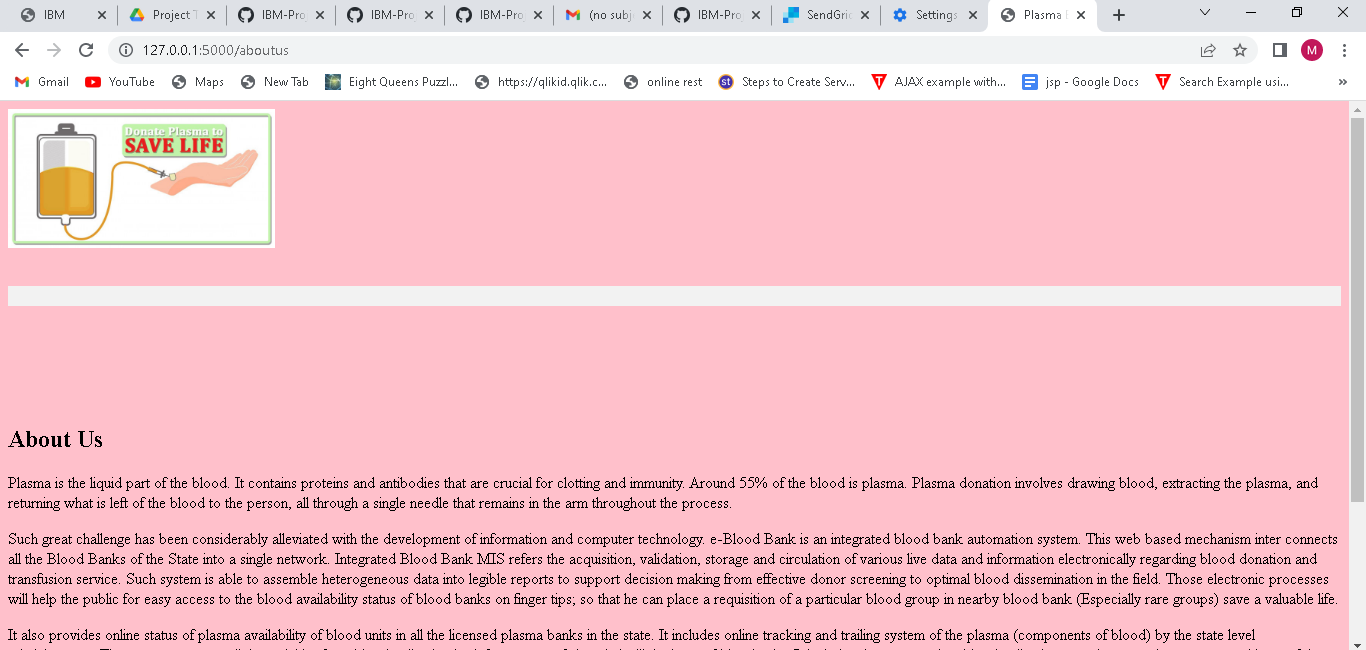 IBM
Project T
IBM-Pro
IBM-Pro
IBM-Pro
(no subj
IBM-Pro
SendGri
Settings
Plasma
127.0.0.1:5000/aboutus
M
Gmail
YouTube
Maps
New Tab
Eight Queens Puzzl...
https://qlikid.qlik.c...
online rest
st
Steps to Create Serv...
AJAX example with...
jsp - Google Docs
Search Example usi...
»
Donate Plasma to
SAVE LIFE
About Us
Plasma is the liquid part of the blood. It contains proteins and antibodies that are crucial for clotting and immunity. Around 55% of the blood is plasma. Plasma donation involves drawing blood, extracting the plasma, and
returning what is left of the blood to the person, all through a single needle that remains in the arm throughout the process.
Such great challenge has been considerably alleviated with the development of information and computer technology. e-Blood Bank is an integrated blood bank automation system. This web based mechanism inter connects
all the Blood Banks of the State into a single network. Integrated Blood Bank MIS refers the acquisition, validation, storage and circulation of various live data and information electronically regarding blood donation and
transfusion service. Such system is able to assemble heterogeneous data into legible reports to support decision making from effective donor screening to optimal blood dissemination in the field. Those electronic processes
will help the public for easy access to the blood availability status of blood banks on finger tips; so that he can place a requisition of a particular blood group in nearby blood bank (Especially rare groups) save a valuable life.
It also provides online status of plasma availability of blood units in all the licensed plasma banks in the state. It includes online tracking and trailing system of the plasma (components of blood) by the state level